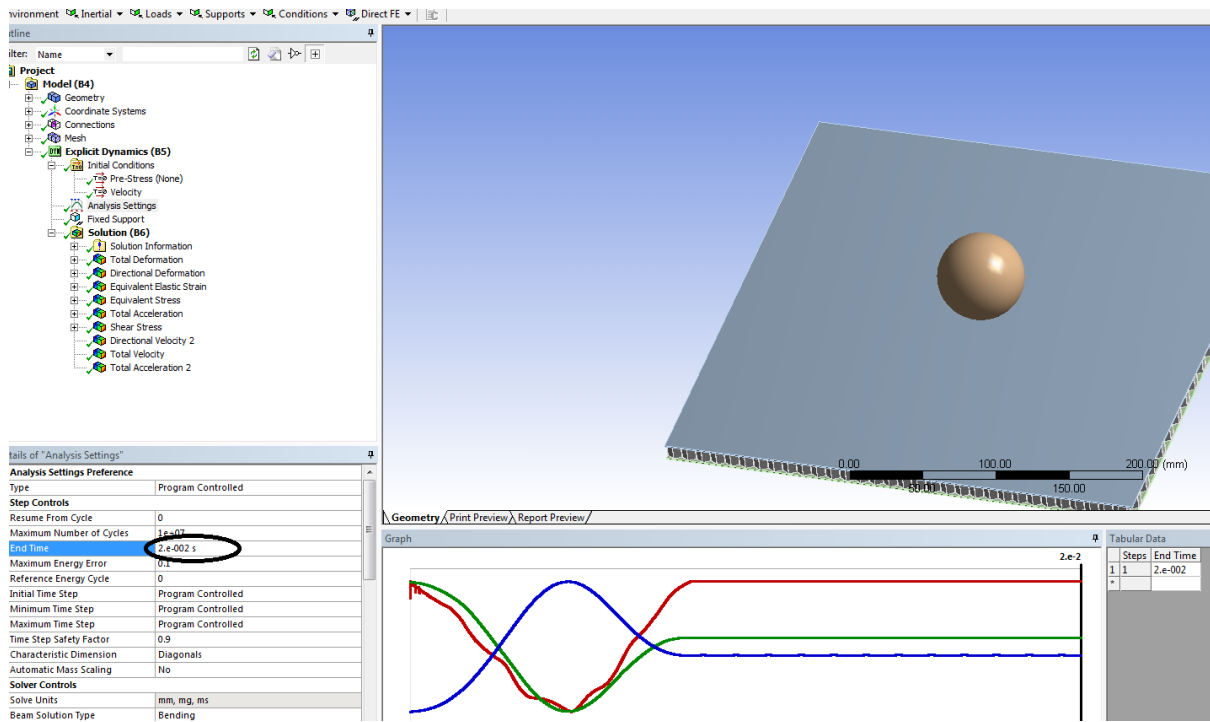 Inertial Loads Supports Conditions Direct FE
Name
Project
Model (B4)
Geometry
Coordinate Systems
Connections
Mesh
Explicit Dynamics (B5)
Initial Conditions
Pre-Stress (None)
Velocity
Analysis Settings
Fixed Support
Solution (B6)
Solution Information
Total Deformation
Directional Deformation
Equivalent Elastic Strain
Equivalent Stress
Total Acceleration
Shear Stress
Directional Velocity 2
Total Velocity
Total Acceleration 2
of "Analysis Settings"
Analysis Settings Preference
Type Program Controlled
Step Controls
Resume From Cycle 0
Maximum Number of Cycles 1e+07
End Time 2.e-002 s
Maximum Energy Error 0.1
Reference Energy Cycle 0
Initial Time Step Program Controlled
Minimum Time Step Program Controlled
Maximum Time Step Program Controlled
Time Step Safety Factor 0.9
Characteristic Dimension Diagonals
Automatic Mass Scaling No
Solver Controls
Solve Units mm, mg, ms
Beam Solution Type Bending
0.00 100.00 200.00 (mm)
50.00 150.00
Geometry Print Preview Report Preview
Graph
2.e-2
Tabular Data
Steps End Time
1 1 2.e-002
*